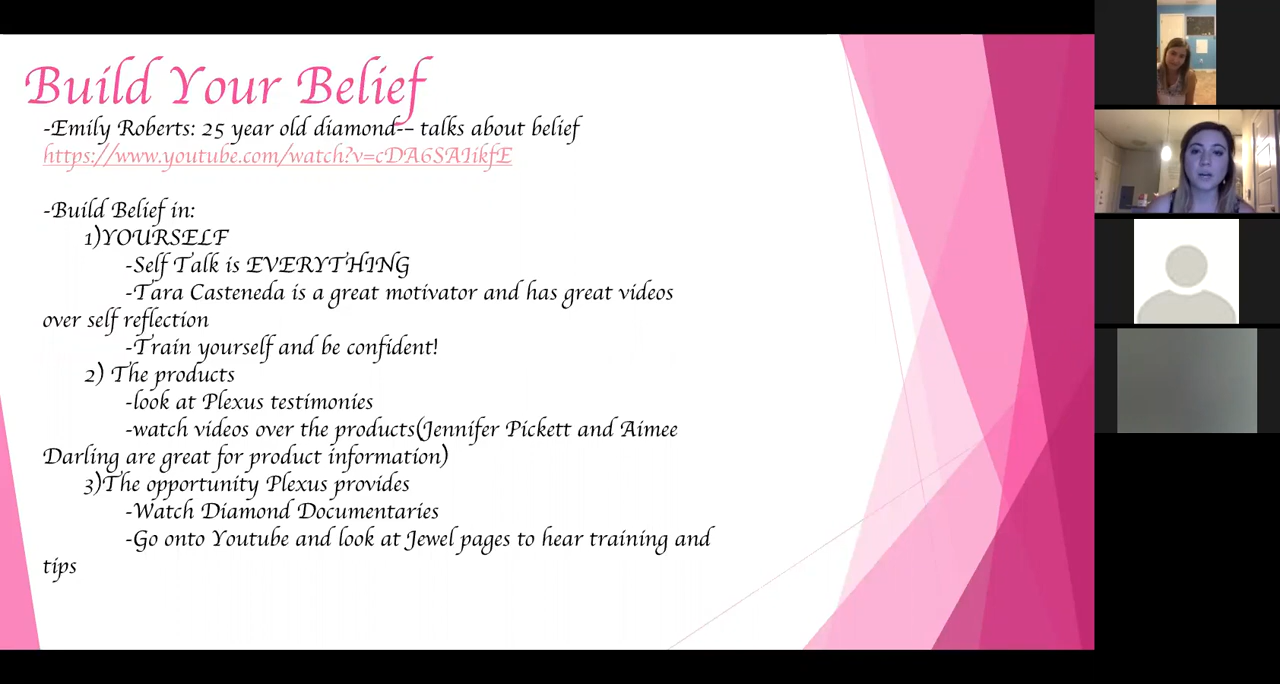 Build Your Belief
-Emily Roberts: 25 year old diamond-- talks about belief
https://www.youtube.com/watch?v=cDA6SAIikfE
-Build Belief in:
1)YOURSELF
-Self Talk is EVERYTHING
-Tara Casteneda is a great motivator and has great videos
over self reflection
-Train yourself and be confident!
2) The products
-look at Plexus testimonies
-watch videos over the products(Jennifer Pickett and Aimee
Darling are great for product information)
3)The opportunity Plexus provides
-Watch Diamond Documentaries
-Go onto Youtube and look at Jewel pages to hear training and
tips